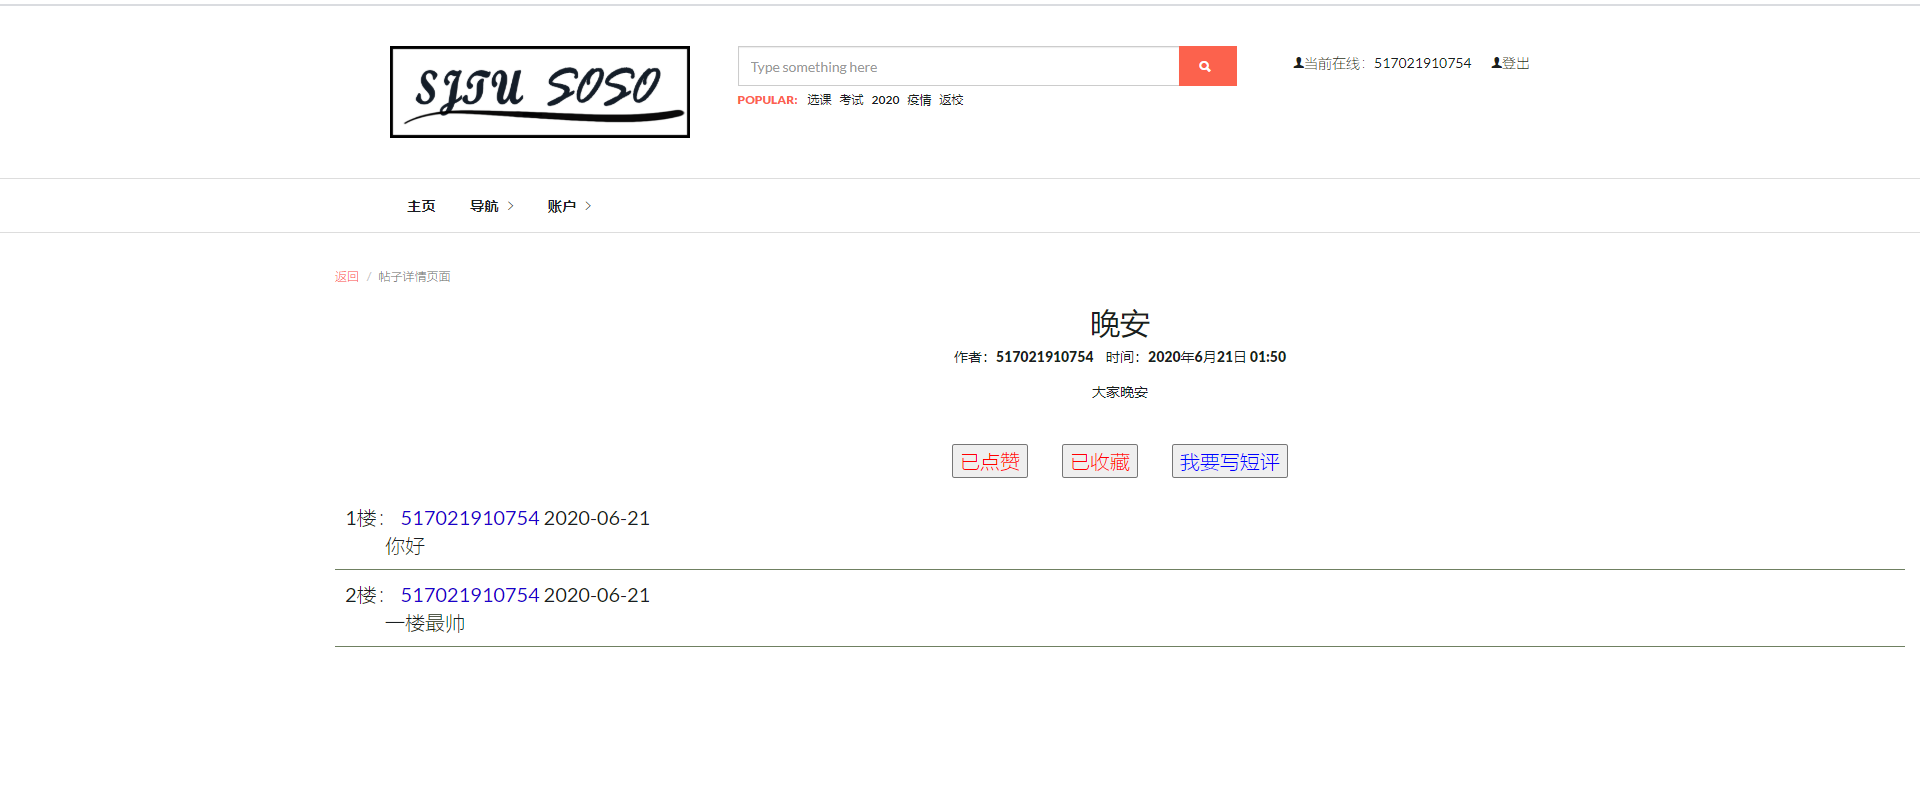 SJTU SOSO
Type something here
POPULAR: 选课 考试 2020 疫情 返校
当前在线: 517021910754 登出
主页 导航 账户
返回 / 帖子详情页面
晚安
作者：517021910754 时间：2020年6月21日 01:50
大家晚安
已点赞 已收藏 我要写短评
1楼： 517021910754 2020-06-21
你好
2楼： 517021910754 2020-06-21
一楼最帅